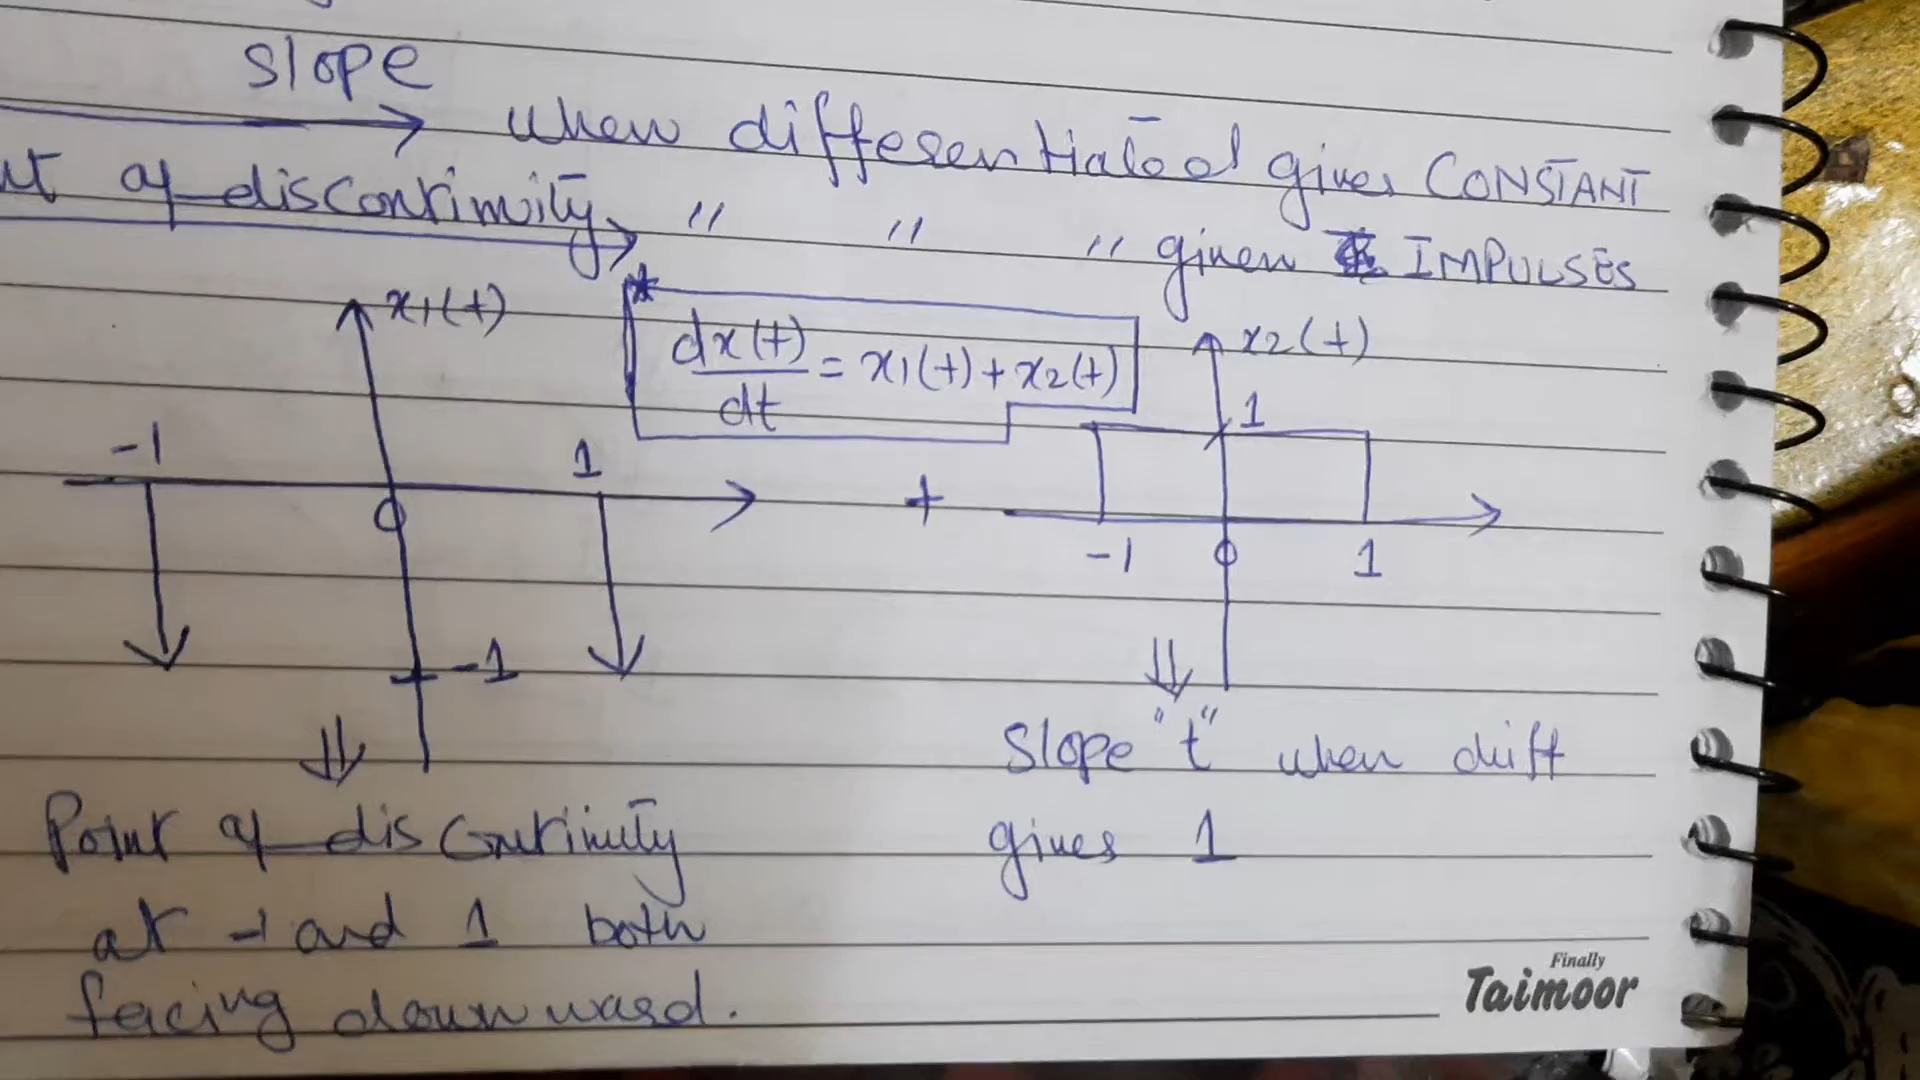 slope
when differentiated gives CONSTANT
of discontinuity " " " given IMPULSES
x1(t)
dx(t)/dt = x1(t) + x2(t)
x2(t)
1
-1 0 1
+
-1 0 1
-1
Slope "t" when diff
gives 1
Point of discontinuity
at -1 and 1 both
facing downward.
Finally
Taimoor